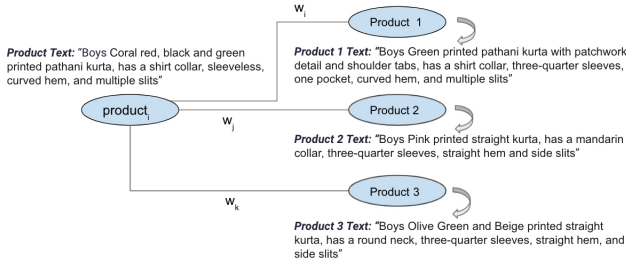 w_i
Product 1
Product Text: "Boys Coral red, black and green
printed pathani kurta, has a shirt collar, sleeveless,
curved hem, and multiple slits"
Product 1 Text: "Boys Green printed pathani kurta with patchwork
detail and shoulder tabs, has a shirt collar, three-quarter sleeves,
one pocket, curved hem, and multiple slits"
product_i
w_j
Product 2
Product 2 Text: "Boys Pink printed straight kurta, has a mandarin
collar, three-quarter sleeves, straight hem and side slits"
w_k
Product 3
Product 3 Text: "Boys Olive Green and Beige printed straight
kurta, has a round neck, three-quarter sleeves, straight hem, and
side slits"